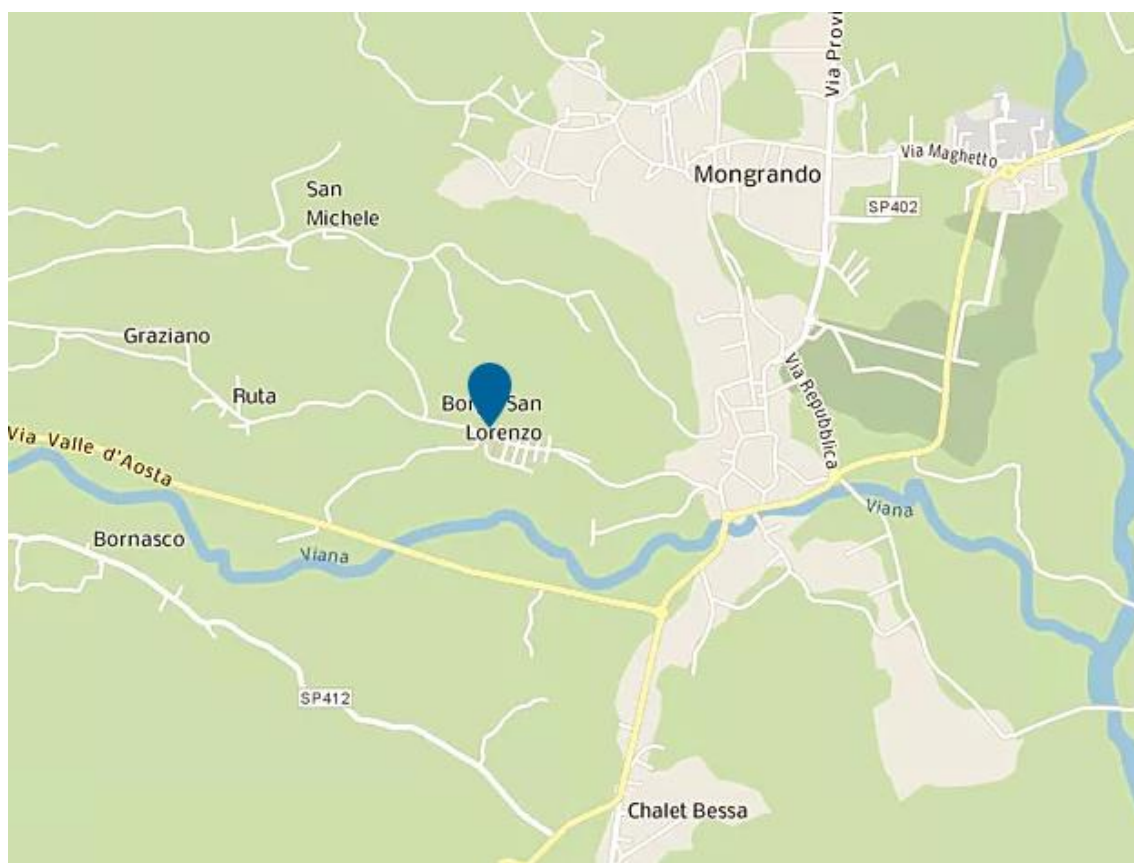 Via Provi
Via Maghetto
Mongrando
San
Michele
SP402
Graziano
Ruta
San
Lorenzo
Via Repubblica
Via Valle d'Aosta
Viana
Bornasco
Viana
SP412
Chalet Bessa